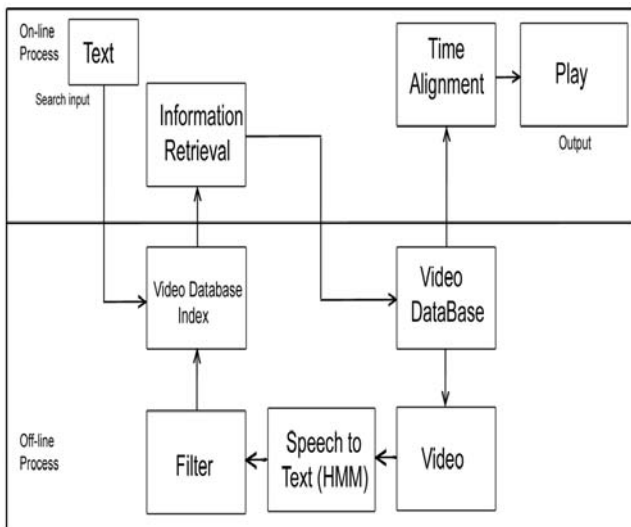 On-line
Process
Text
Search input
Information
Retrieval
Time
Alignment
Play
Output
Video Database
Index
Video
DataBase
Off-line
Process
Filter
Speech to
Text (HMM)
Video